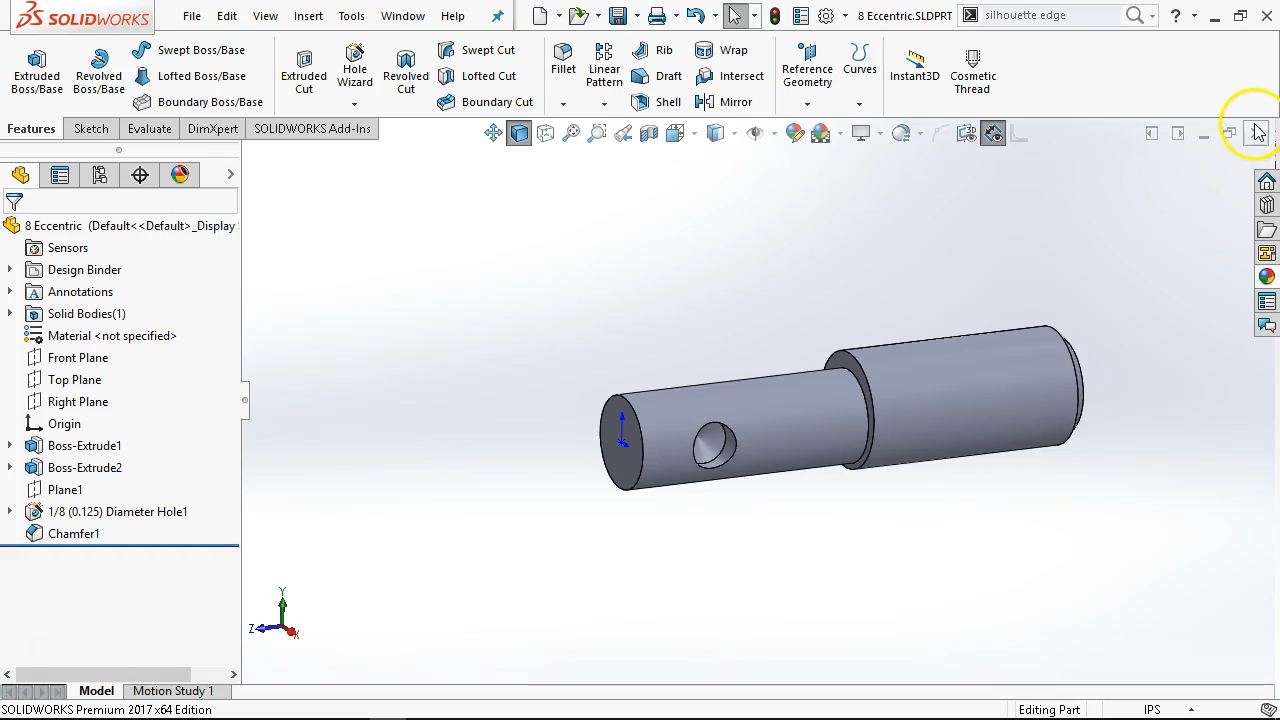 SOLIDWORKS File Edit View Insert Tools Window Help 8 Eccentric.SLDPRT silhouette edge
Extruded Boss/Base
Revolved Boss/Base
Swept Boss/Base
Lofted Boss/Base
Boundary Boss/Base
Extruded Cut
Hole Wizard
Revolved Cut
Swept Cut
Lofted Cut
Boundary Cut
Fillet
Linear Pattern
Rib
Draft
Shell
Wrap
Intersect
Mirror
Reference Geometry
Curves
Instant3D
Cosmetic Thread
Features Sketch Evaluate DimXpert SOLIDWORKS Add-Ins
8 Eccentric (Default<<Default>_Display
Sensors
Design Binder
Annotations
Solid Bodies(1)
Material <not specified>
Front Plane
Top Plane
Right Plane
Origin
Boss-Extrude1
Boss-Extrude2
Plane1
1/8 (0.125) Diameter Hole1
Chamfer1
Y
Z
X
Model Motion Study 1
SOLIDWORKS Premium 2017 x64 Edition Editing Part IPS